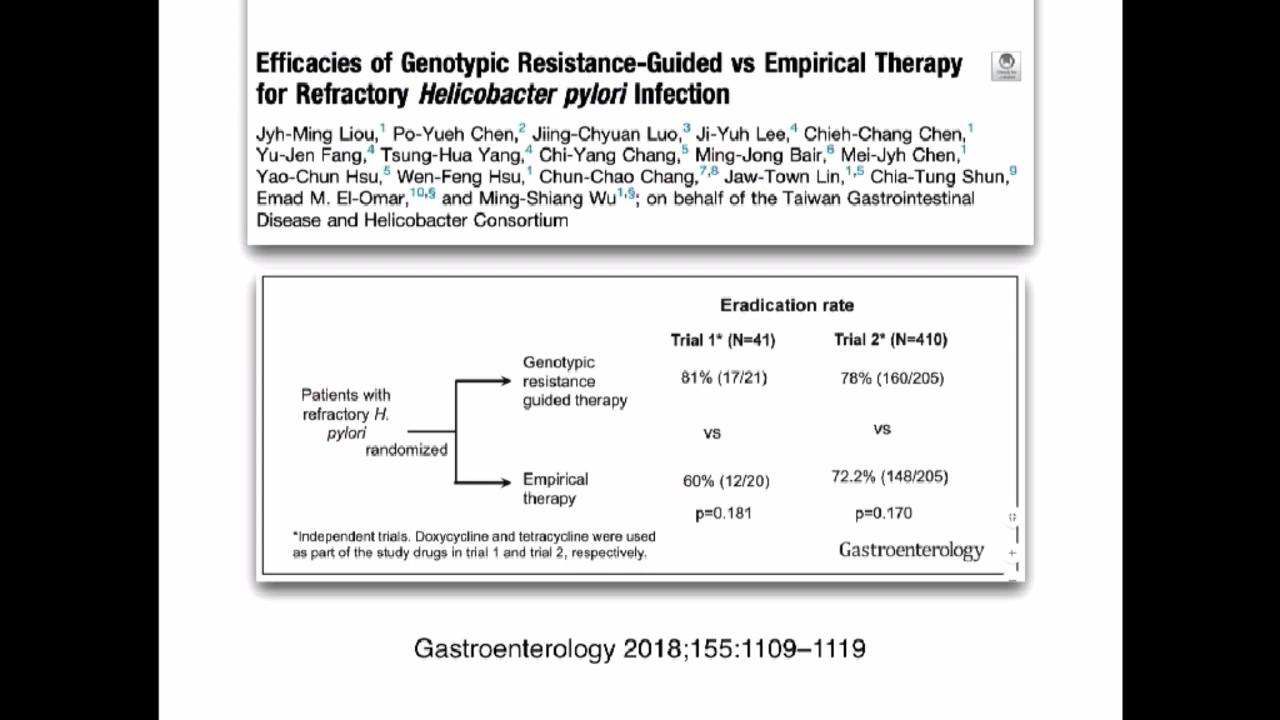 Efficacies of Genotypic Resistance-Guided vs Empirical Therapy
for Refractory Helicobacter pylori Infection
Jyh-Ming Liou,1 Po-Yueh Chen,2 Jiing-Chyuan Luo,3 Ji-Yuh Lee,4 Chieh-Chang Chen,1
Yu-Jen Fang,4 Tsung-Hua Yang,4 Chi-Yang Chang,5 Ming-Jong Bair,6 Mei-Jyh Chen,1
Yao-Chun Hsu,5 Wen-Feng Hsu,1 Chun-Chao Chang,7,8 Jaw-Town Lin,1,5 Chia-Tung Shun,9
Emad M. El-Omar,10,§ and Ming-Shiang Wu1,§; on behalf of the Taiwan Gastrointestinal
Disease and Helicobacter Consortium
Eradication rate
Trial 1* (N=41) Trial 2* (N=410)
Genotypic
resistance
guided therapy
81% (17/21) 78% (160/205)
Patients with
refractory H.
pylori
randomized
vs vs
Empirical
therapy
60% (12/20) 72.2% (148/205)
p=0.181 p=0.170
*Independent trials. Doxycycline and tetracycline were used
as part of the study drugs in trial 1 and trial 2, respectively.
Gastroenterology
Gastroenterology 2018;155:1109–1119